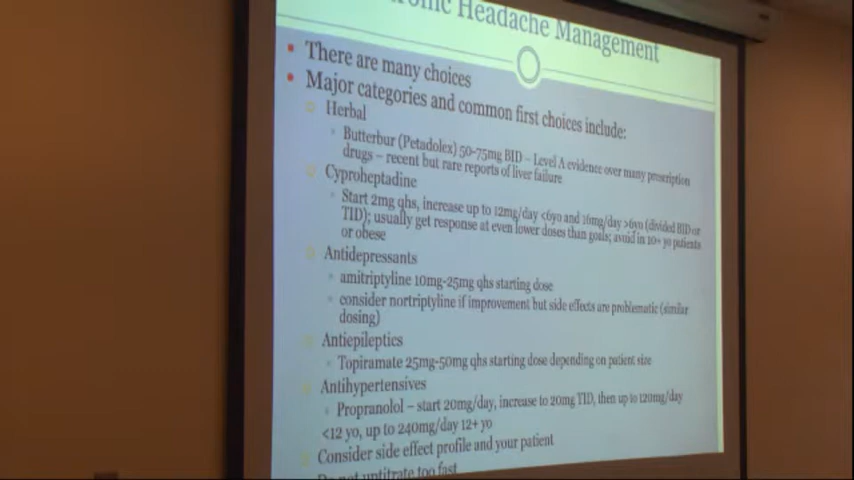 Headache Management
There are many choices
Major categories and common first choices include:
Herbal
Butterbur (Petadolex) 50-75mg BID – Level A evidence over many prescription
drugs – recent but rare reports of liver failure
Cyproheptadine
Start 2mg qhs, increase up to 12mg/day <6yo and 16mg/day >6yo (divided BID or
TID); usually get response at even lower doses than goals; avoid in 10+ yo patients
or obese
Antidepressants
amitriptyline 10mg-25mg qhs starting dose
consider nortriptyline if improvement but side effects are problematic (similar
dosing)
Antiepileptics
Topiramate 25mg-50mg qhs starting dose depending on patient size
Antihypertensives
Propranolol – start 20mg/day, increase to 20mg TID, then up to 120mg/day
<12 yo, up to 240mg/day 12+ yo
Consider side effect profile and your patient
Do not uptitrate too fast